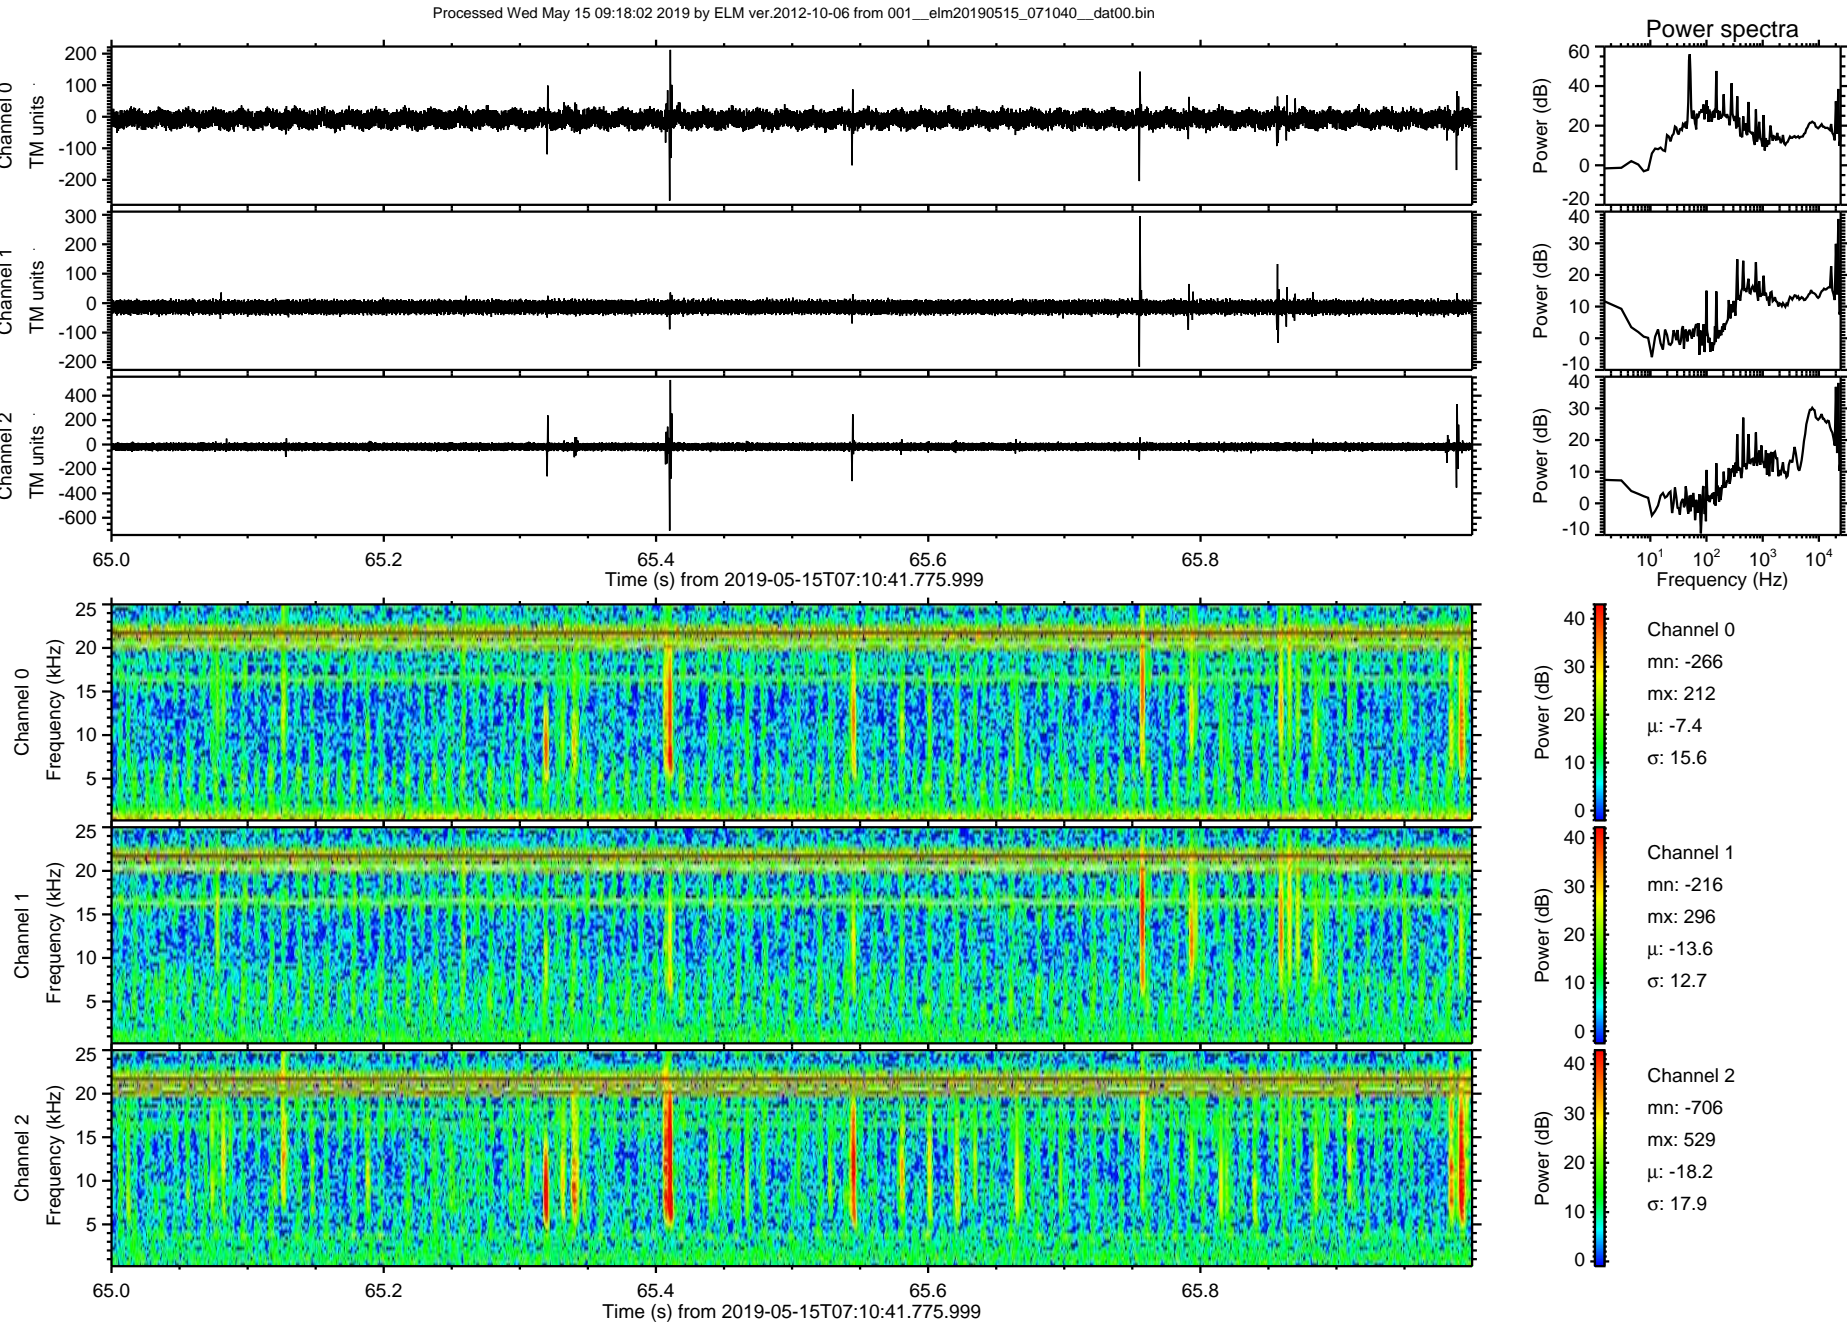 Processed Wed May 15 09:18:02 2019 by ELM ver.2012-10-06 from 001__elm20190515_071040__dat00.bin
Power spectra
Channel 0
TM units
200
100
0
-100
-200
Power (dB)
60
40
20
0
-20
Channel 1
TM units
300
200
100
0
-100
-200
Power (dB)
40
30
20
10
0
-10
Channel 2
TM units
400
200
0
-200
-400
-600
Power (dB)
40
30
20
10
0
-10
65.0 65.2 65.4 65.6 65.8
Time (s) from 2019-05-15T07:10:41.775.999
10¹ 10² 10³ 10⁴
Frequency (Hz)
Channel 0
Frequency (kHz)
25
20
15
10
5
Power (dB)
40
30
20
10
0
Channel 0
mn: -266
mx: 212
μ: -7.4
σ: 15.6
Channel 1
Frequency (kHz)
25
20
15
10
5
Power (dB)
40
30
20
10
0
Channel 1
mn: -216
mx: 296
μ: -13.6
σ: 12.7
Channel 2
Frequency (kHz)
25
20
15
10
5
Power (dB)
40
30
20
10
0
Channel 2
mn: -706
mx: 529
μ: -18.2
σ: 17.9
65.0 65.2 65.4 65.6 65.8
Time (s) from 2019-05-15T07:10:41.775.999